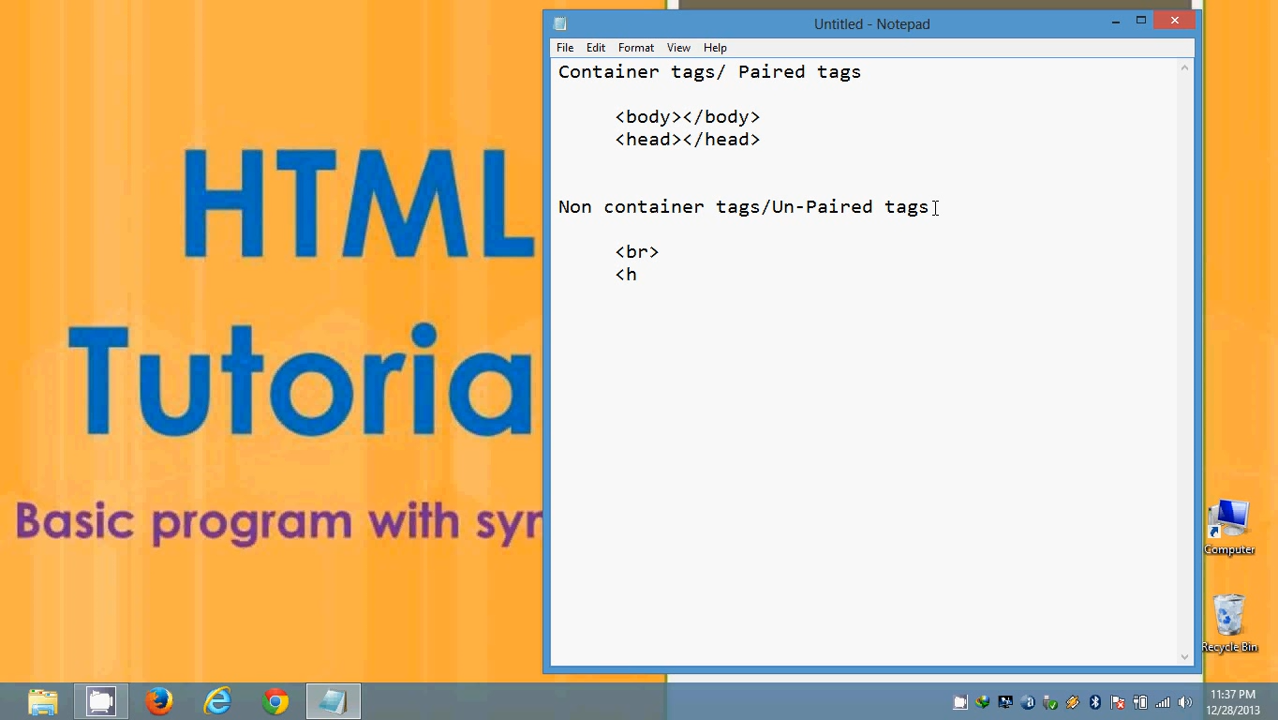 Untitled - Notepad
File Edit Format View Help
Container tags/ Paired tags
<body></body>
<head></head>
Non container tags/Un-Paired tags
<br>
<h
HTML
Tutoria
Basic program with syn
Computer
Recycle Bin
11:37 PM
12/28/2013